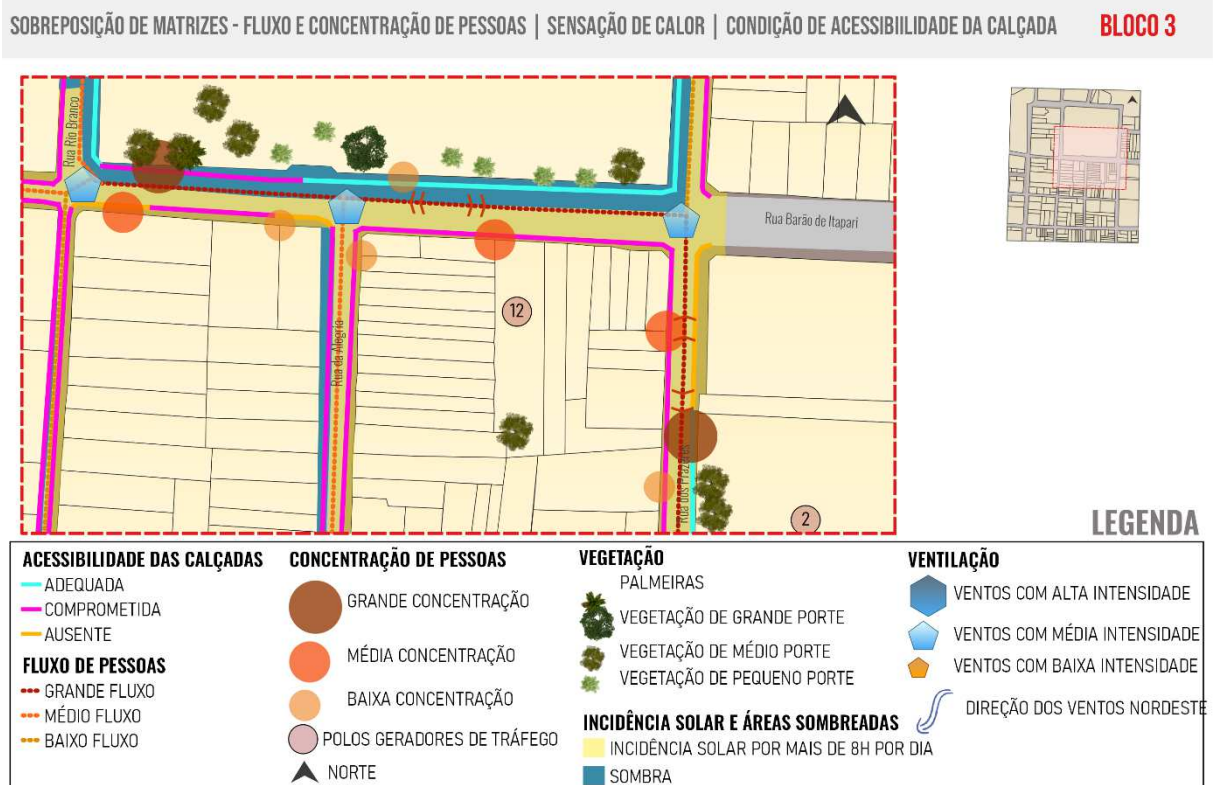 SOBREPOSIÇÃO DE MATRIZES - FLUXO E CONCENTRAÇÃO DE PESSOAS | SENSAÇÃO DE CALOR | CONDIÇÃO DE ACESSIBIILIDADE DA CALÇADA
BLOCO 3
Rua Rio Branco
Rua Barão de Itapari
Rua da Alegria
12
Rua dos Prazeres
2
LEGENDA
ACESSIBILIDADE DAS CALÇADAS
ADEQUADA
COMPROMETIDA
AUSENTE
FLUXO DE PESSOAS
GRANDE FLUXO
MÉDIO FLUXO
BAIXO FLUXO
CONCENTRAÇÃO DE PESSOAS
GRANDE CONCENTRAÇÃO
MÉDIA CONCENTRAÇÃO
BAIXA CONCENTRAÇÃO
POLOS GERADORES DE TRÁFEGO
NORTE
VEGETAÇÃO
PALMEIRAS
VEGETAÇÃO DE GRANDE PORTE
VEGETAÇÃO DE MÉDIO PORTE
VEGETAÇÃO DE PEQUENO PORTE
INCIDÊNCIA SOLAR E ÁREAS SOMBREADAS
INCIDÊNCIA SOLAR POR MAIS DE 8H POR DIA
SOMBRA
VENTILAÇÃO
VENTOS COM ALTA INTENSIDADE
VENTOS COM MÉDIA INTENSIDADE
VENTOS COM BAIXA INTENSIDADE
DIREÇÃO DOS VENTOS NORDESTE